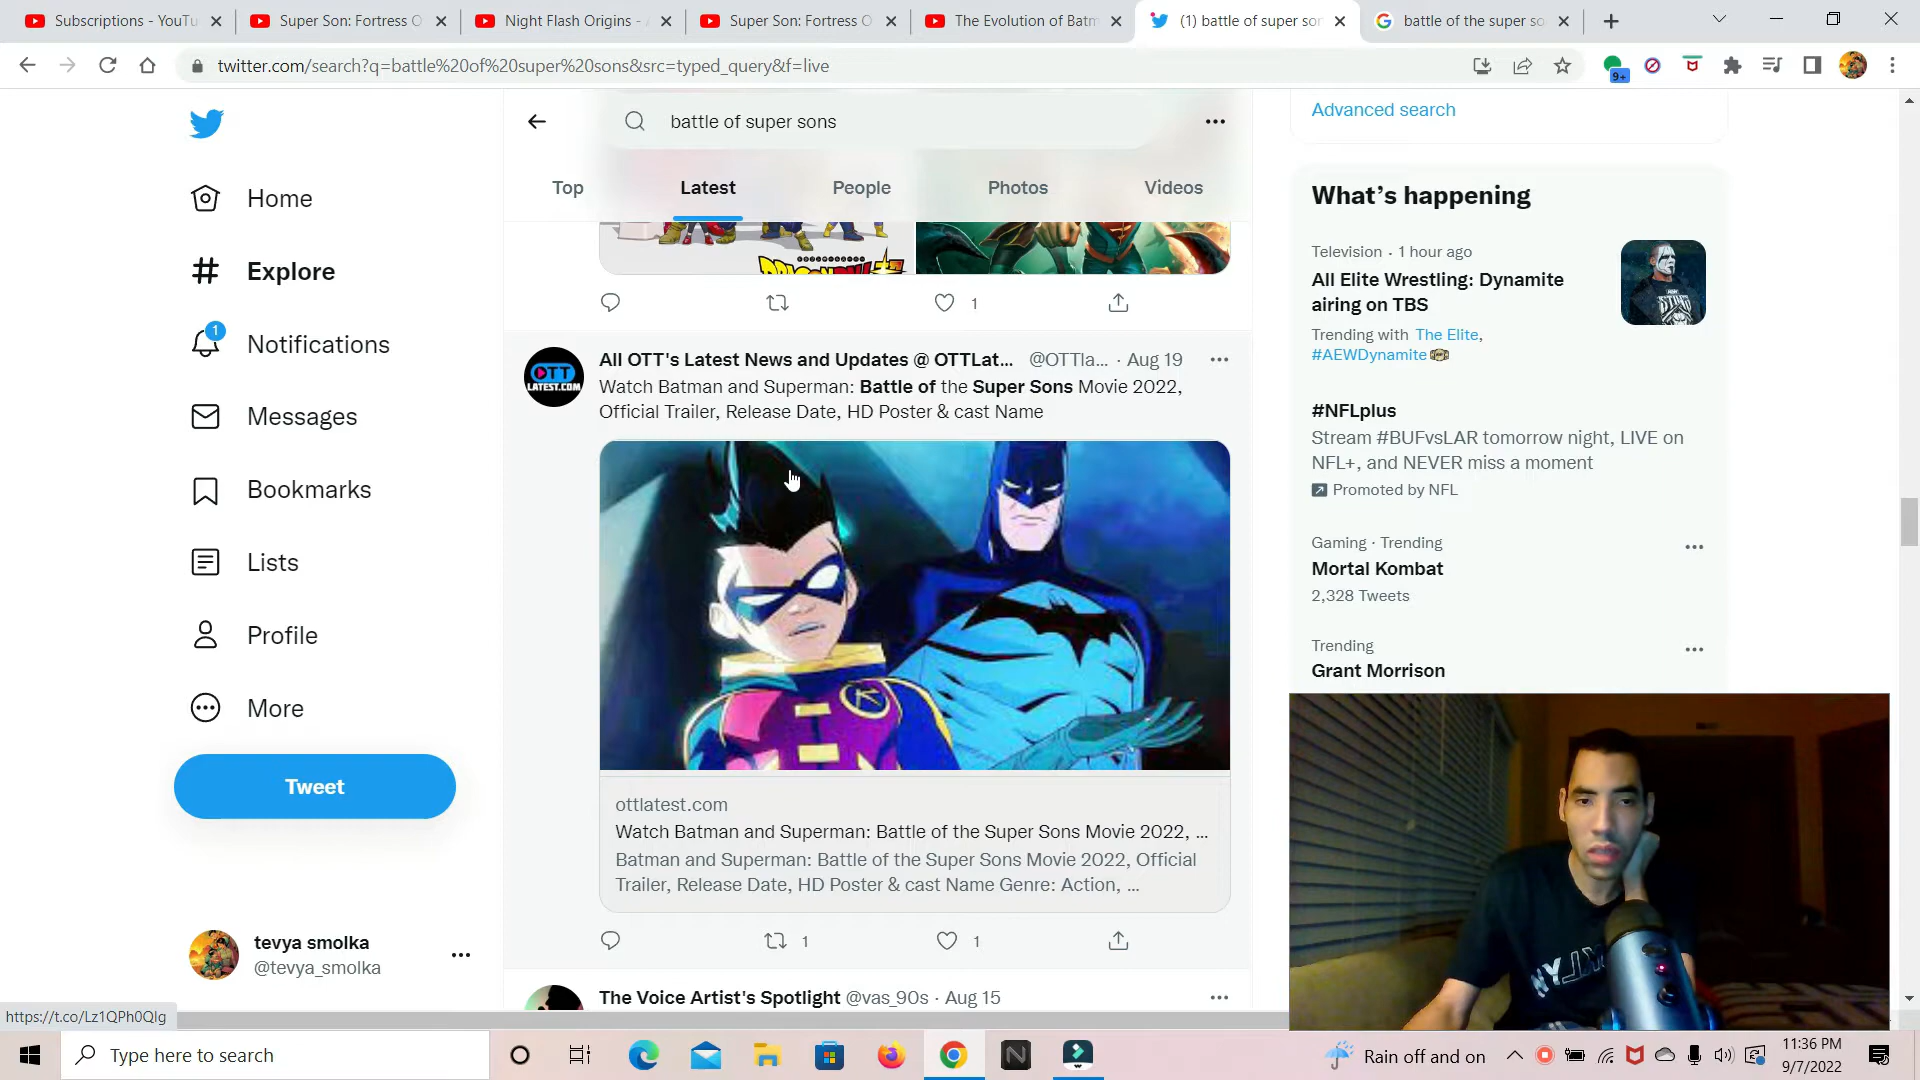 Subscriptions - YouTu
Super Son: Fortress O
Night Flash Origins -
Super Son: Fortress O
The Evolution of Batm
(1) battle of super son
battle of the super so
twitter.com/search?q=battle%20of%20super%20sons&src=typed_query&f=live
9+
battle of super sons
Top
Latest
People
Photos
Videos
Home
Explore
1
Notifications
Messages
Bookmarks
Lists
Profile
More
Tweet
tevya smolka
@tevya_smolka
1
OTT
LATEST.COM
All OTT's Latest News and Updates @ OTTLat... @OTTla... · Aug 19
Watch Batman and Superman: Battle of the Super Sons Movie 2022,
Official Trailer, Release Date, HD Poster & cast Name
R
ottlatest.com
Watch Batman and Superman: Battle of the Super Sons Movie 2022, ...
Batman and Superman: Battle of the Super Sons Movie 2022, Official
Trailer, Release Date, HD Poster & cast Name Genre: Action, ...
1
1
The Voice Artist's Spotlight @vas_90s · Aug 15
Advanced search
What's happening
Television · 1 hour ago
All Elite Wrestling: Dynamite
airing on TBS
Trending with The Elite,
#AEWDynamite
#NFLplus
Stream #BUFvsLAR tomorrow night, LIVE on
NFL+, and NEVER miss a moment
Promoted by NFL
Gaming · Trending
Mortal Kombat
2,328 Tweets
Trending
Grant Morrison
https://t.co/Lz1QPh0QIg
Type here to search
Rain off and on
11:36 PM
9/7/2022